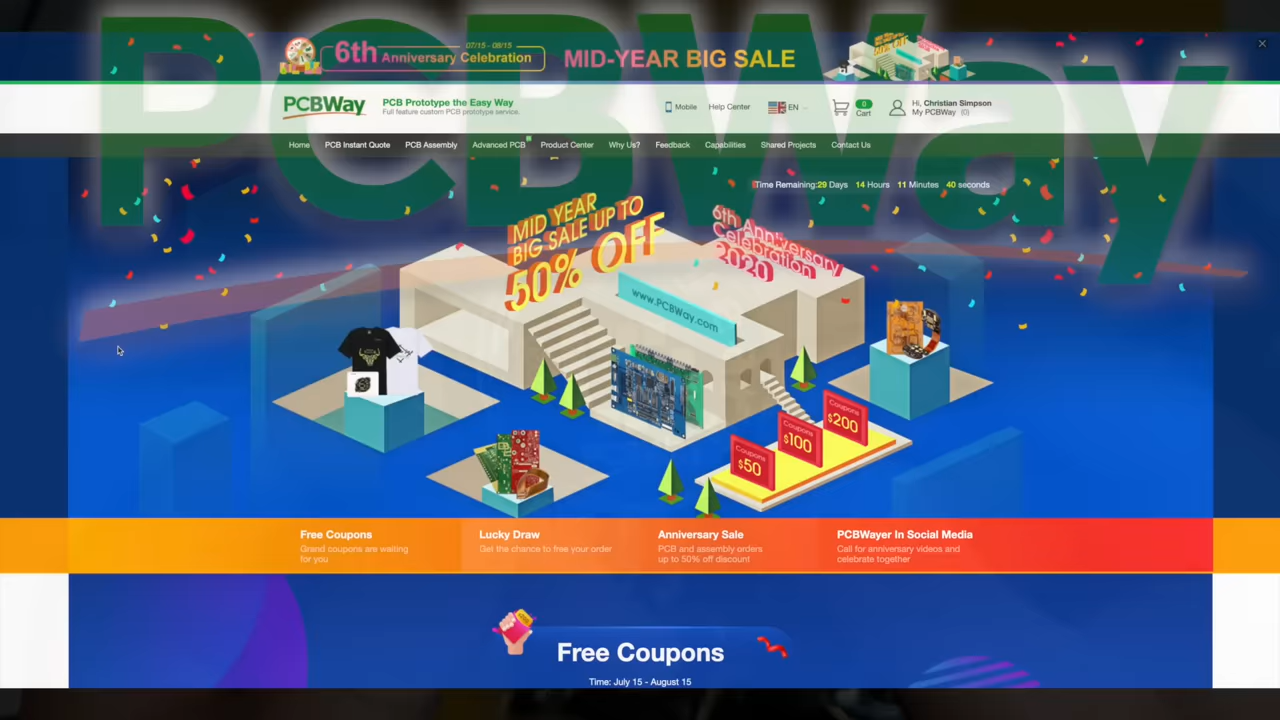 PCBWay
07/15 - 08/15
6th Anniversary Celebration
MID-YEAR BIG SALE
PCBWay
PCB Prototype the Easy Way
Full feature custom PCB prototype service.
Mobile
Help Center
EN
0
Cart
Hi, Christian Simpson
My PCBWay (0)
Home
PCB Instant Quote
PCB Assembly
Advanced PCB
Product Center
Why Us?
Feedback
Capabilities
Shared Projects
Contact Us
Time Remaining:29 Days 14 Hours 11 Minutes 40 seconds
MID YEAR
BIG SALE UP TO
50% OFF
6th Anniversary
Celebration
2020
www.PCBWay.com
Coupons
$50
Coupons
$100
Coupons
$200
Free Coupons
Grand coupons are waiting
for you
Lucky Draw
Get the chance to free your order
Anniversary Sale
PCB and assembly orders
up to 50% off discount
PCBWayer In Social Media
Call for anniversary videos and
celebrate together
Free Coupons
Time: July 15 - August 15